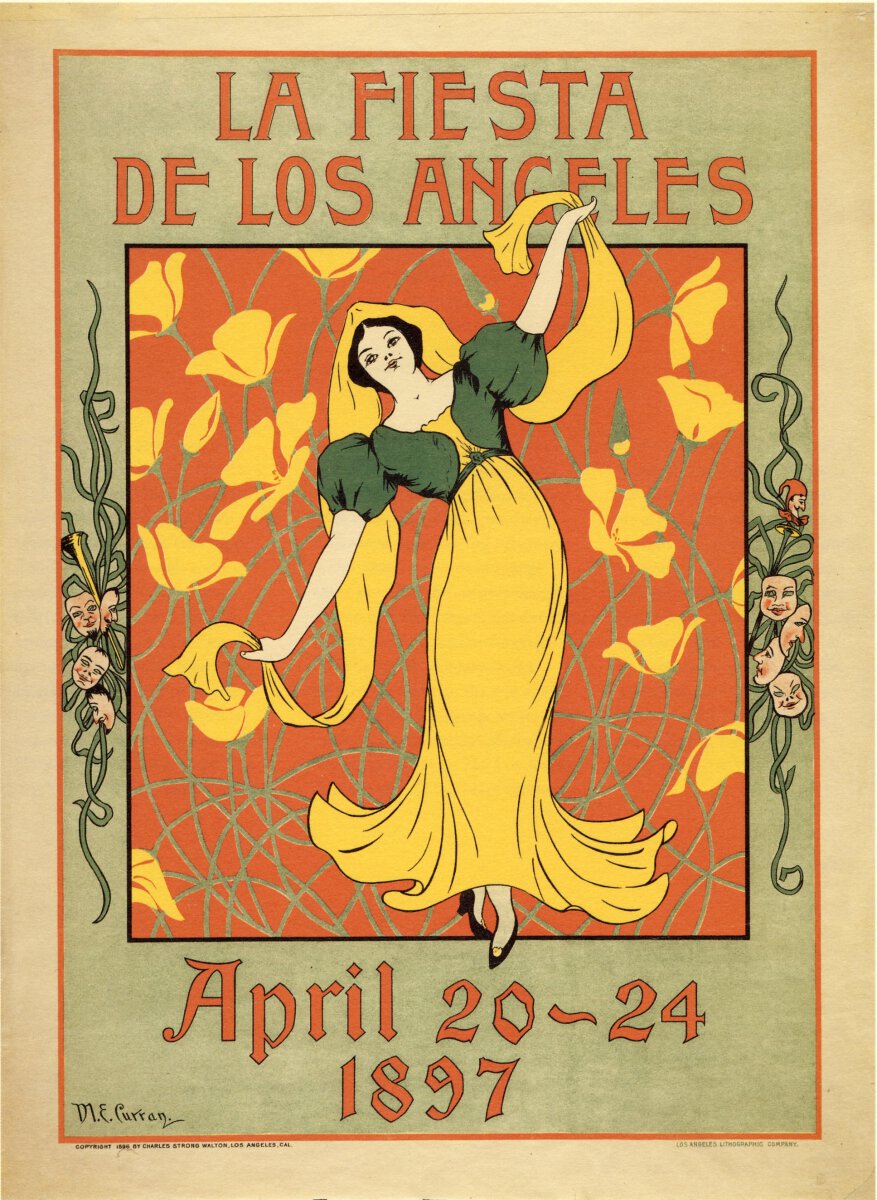 LA FIESTA
DE LOS ANGELES
April 20~24
1897
M.E. Curran.
COPYRIGHT 1896 BY CHARLES STRONG WALTON, LOS ANGELES, CAL.
LOS ANGELES LITHOGRAPHIC COMPANY.